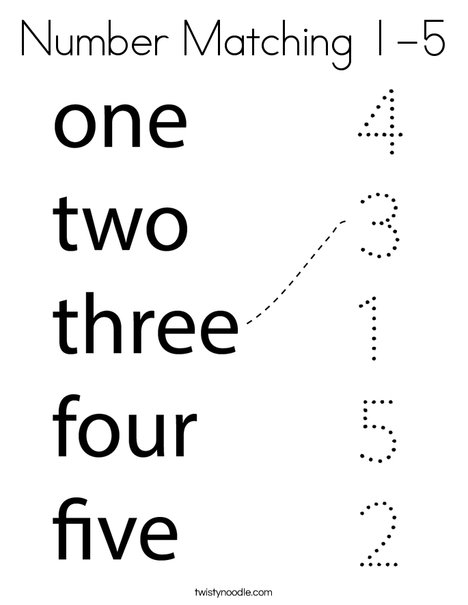 Number Matching 1-5
one 4
two 3
three 1
four 5
five 2
twistynoodle.com